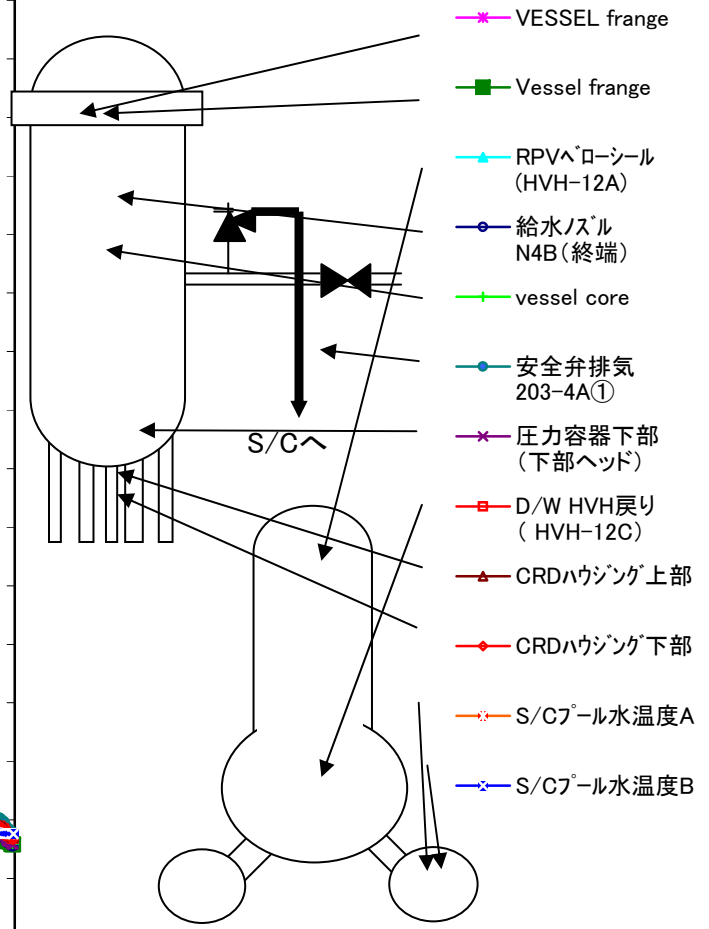 VESSEL frange
Vessel frange
RPVﾍﾞﾛｰｼｰﾙ
(HVH-12A)
給水ﾉｽﾞﾙ
N4B(終端)
vessel core
安全弁排気
203-4A①
圧力容器下部
(下部ﾍｯﾄﾞ)
D/W HVH戻り
( HVH-12C)
CRDﾊｳｼﾞﾝｸﾞ上部
CRDﾊｳｼﾞﾝｸﾞ下部
S/Cﾌﾟｰﾙ水温度A
S/Cﾌﾟｰﾙ水温度B
S/Cへ